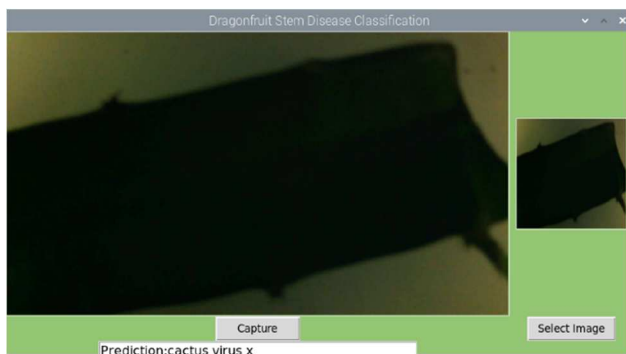 Dragonfruit Stem Disease Classification
Capture
Select Image
Prediction:cactus virus x